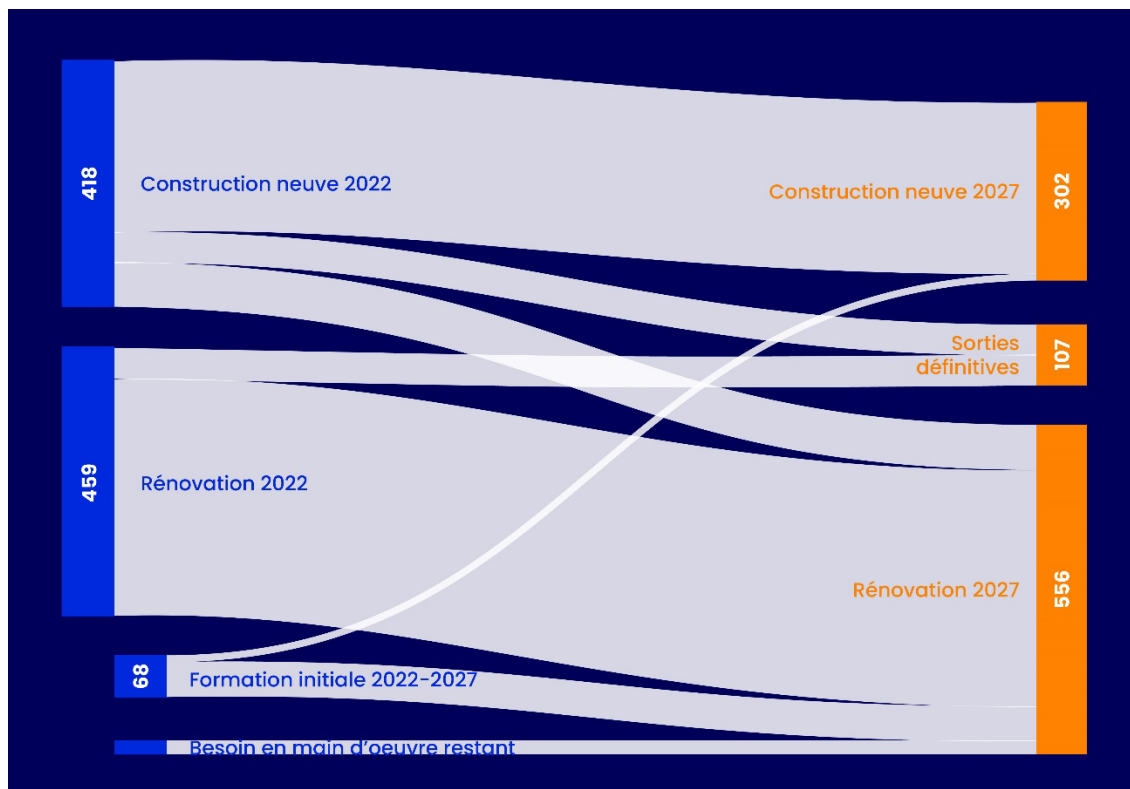 418
Construction neuve 2022
Construction neuve 2027
302
Sorties
définitives
107
459
Rénovation 2022
Rénovation 2027
556
68
Formation initiale 2022-2027
Besoin en main d'oeuvre restant